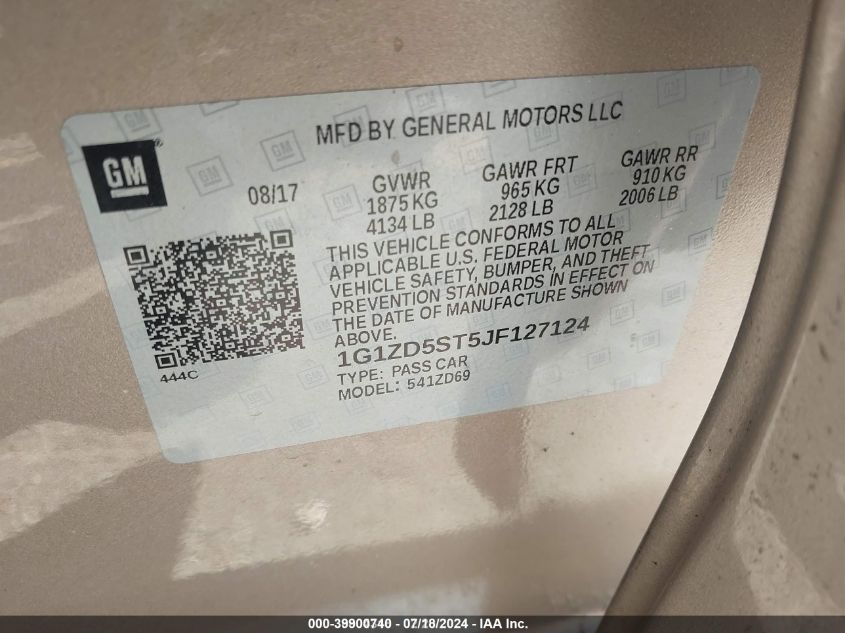 MFD BY GENERAL MOTORS LLC
GM
08/17
GVWR
1875 KG
4134 LB
GAWR FRT
965 KG
2128 LB
GAWR RR
910 KG
2006 LB
THIS VEHICLE CONFORMS TO ALL
APPLICABLE U.S. FEDERAL MOTOR
VEHICLE SAFETY, BUMPER, AND THEFT
PREVENTION STANDARDS IN EFFECT ON
THE DATE OF MANUFACTURE SHOWN
ABOVE.
1G1ZD5ST5JF127124
TYPE: PASS CAR
MODEL: 541ZD69
444C
000-39900740 - 07/18/2024 - IAA Inc.